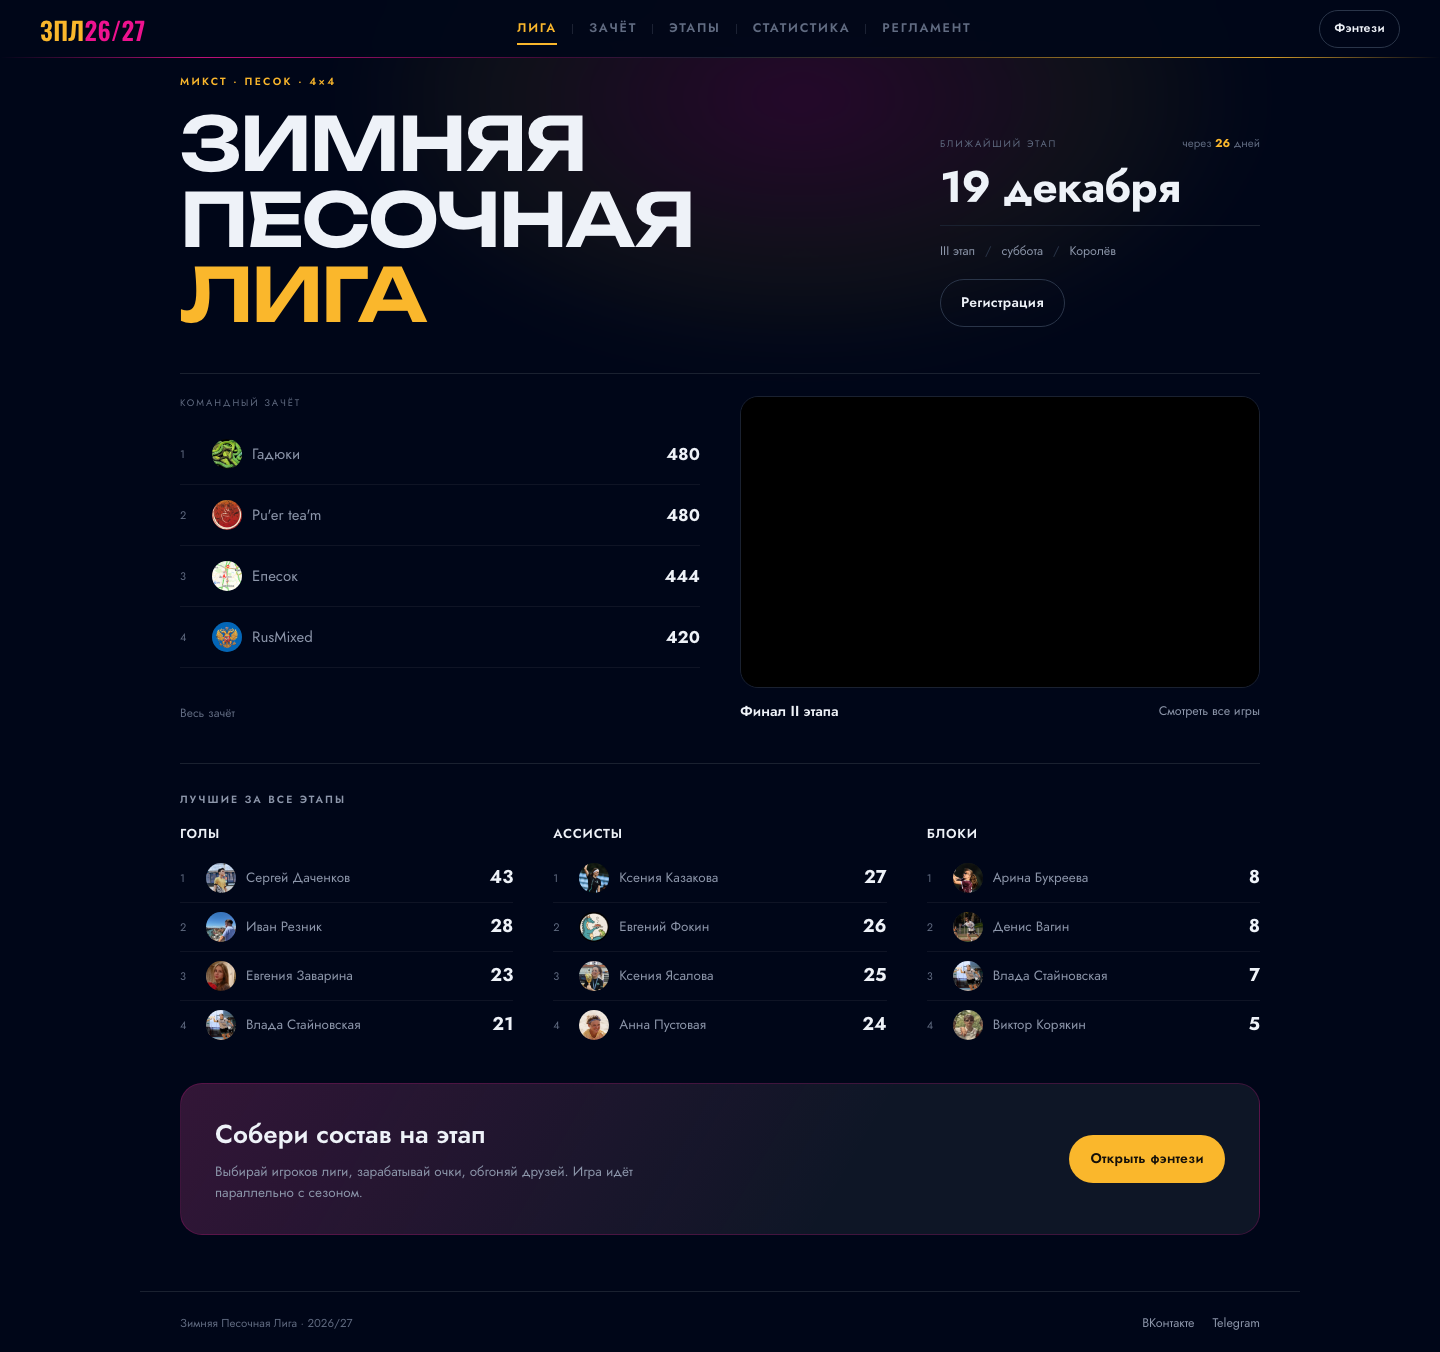 ЗПЛ26/27
ЛИГА
ЗАЧЁТ
ЭТАПЫ
СТАТИСТИКА
РЕГЛАМЕНТ
Фэнтези
МИКСТ · ПЕСОК · 4×4
ЗИМНЯЯ
ПЕСОЧНАЯ
ЛИГА
БЛИЖАЙШИЙ ЭТАП
через 26 дней
19 декабря
III этап / суббота / Королёв
Регистрация
КОМАНДНЫЙ ЗАЧЁТ
1 Гадюки 480
2 Pu'er tea'm 480
3 Епесок 444
4 RusMixed 420
Весь зачёт
Финал II этапа
Смотреть все игры
ЛУЧШИЕ ЗА ВСЕ ЭТАПЫ
ГОЛЫ
1 Сергей Даченков 43
2 Иван Резник 28
3 Евгения Заварина 23
4 Влада Стайновская 21
АССИСТЫ
1 Ксения Казакова 27
2 Евгений Фокин 26
3 Ксения Ясалова 25
4 Анна Пустовая 24
БЛОКИ
1 Арина Букреева 8
2 Денис Вагин 8
3 Влада Стайновская 7
4 Виктор Корякин 5
Собери состав на этап
Выбирай игроков лиги, зарабатывай очки, обгоняй друзей. Игра идёт
параллельно с сезоном.
Открыть фэнтези
Зимняя Песочная Лига · 2026/27
ВКонтакте
Telegram